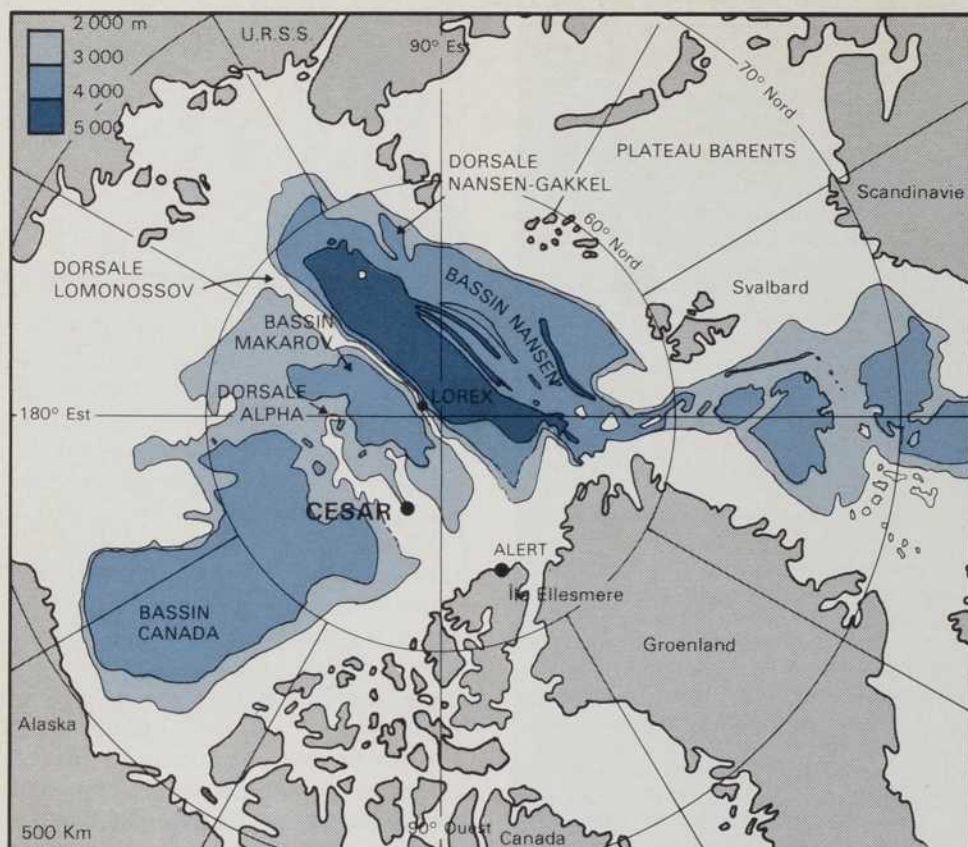 2 000 m
3 000
4 000
5 000
U.R.S.S.
90° Est
70° Nord
PLATEAU BARENTS
DORSALE
NANSEN-GAKKEL
Scandinavie
60° Nord
DORSALE
LOMONOSSOV
BASSIN NANSEN
Svalbard
BASSIN
MAKAROV
DORSALE
ALPHA
LOREX
180° Est
CESAR
ALERT
Île Ellesmere
BASSIN
CANADA
Groenland
Alaska
500 Km
90° Ouest
Canada